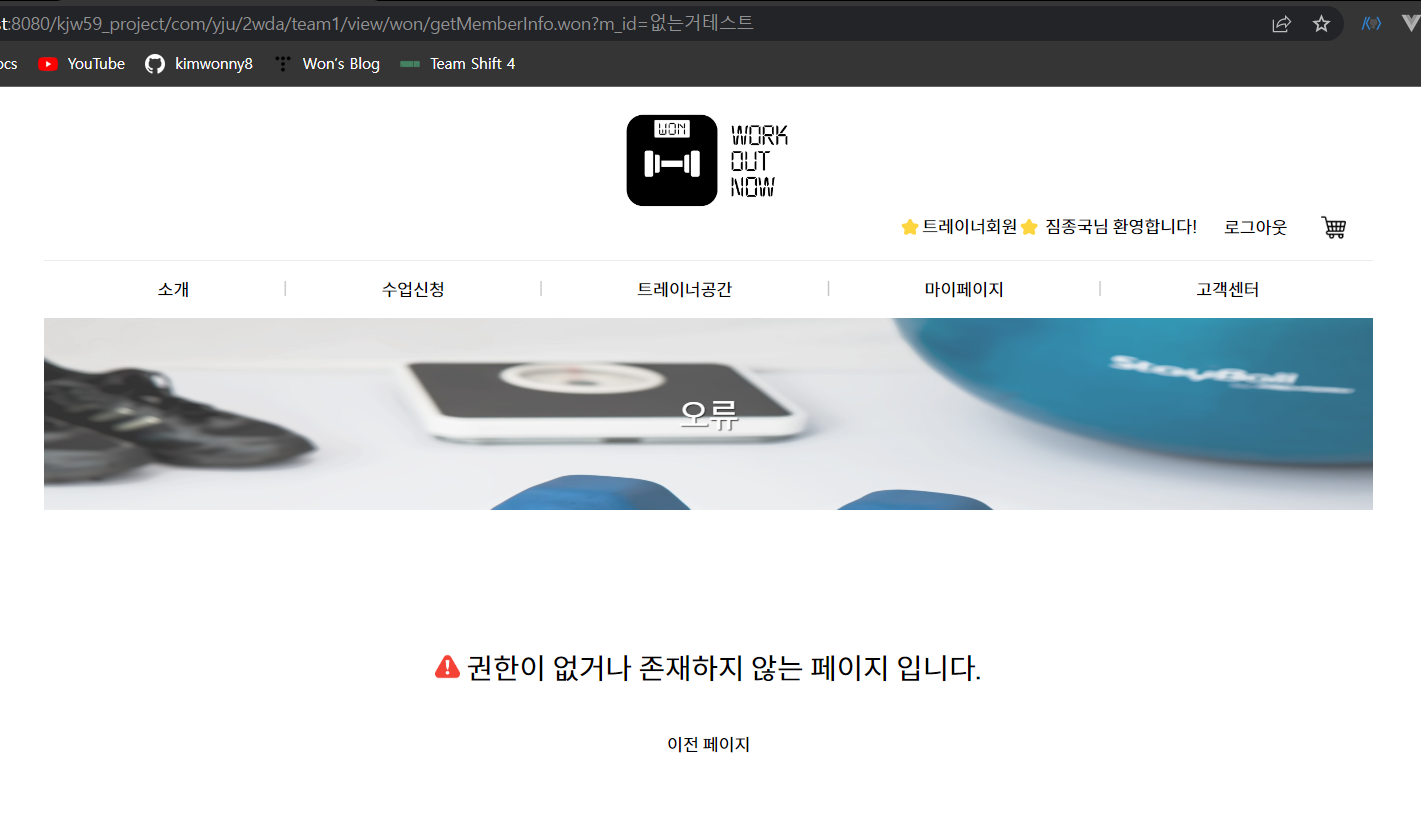 st:8080/kjw59_project/com/yju/2wda/team1/view/won/getMemberInfo.won?m_id=없는거테스트
ocs YouTube kimwonny8 Won's Blog Team Shift 4
WON
WORK
OUT
NOW
트레이너회원 짐종국님 환영합니다! 로그아웃
소개 수업신청 트레이너공간 마이페이지 고객센터
StayBall
오류
권한이 없거나 존재하지 않는 페이지 입니다.
이전 페이지